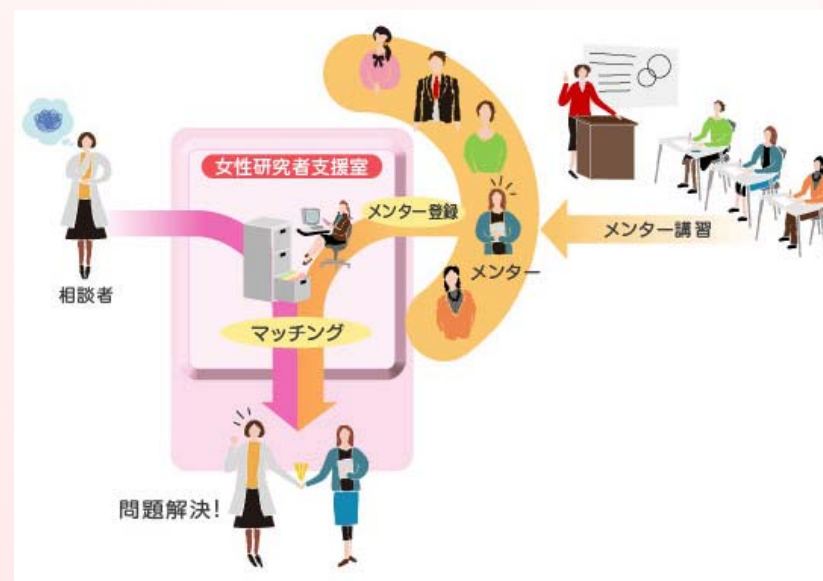 女性研究者支援室
メンター登録
メンター講習
メンター
相談者
マッチング
問題解決!